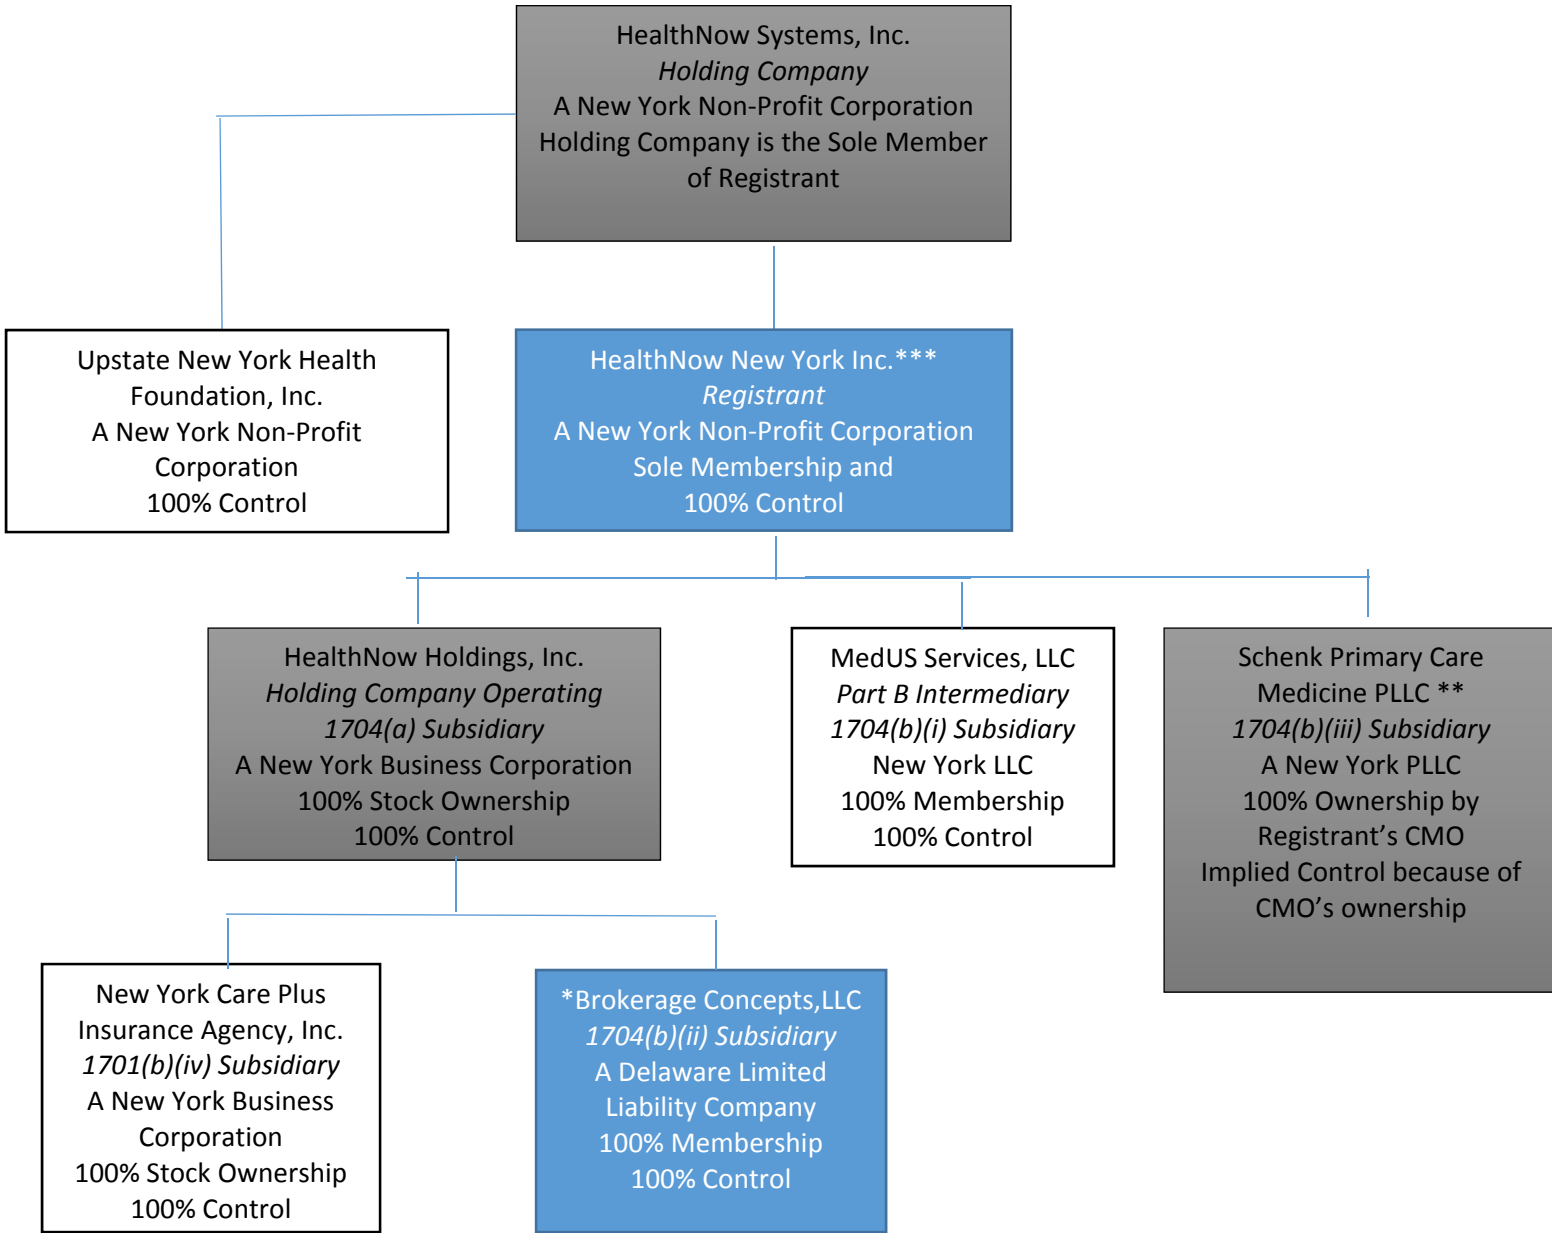 HealthNow Systems, Inc.
Holding Company
A New York Non-Profit Corporation
Holding Company is the Sole Member
of Registrant
Upstate New York Health
Foundation, Inc.
A New York Non-Profit
Corporation
100% Control
HealthNow New York Inc.***
Registrant
A New York Non-Profit Corporation
Sole Membership and
100% Control
HealthNow Holdings, Inc.
Holding Company Operating
1704(a) Subsidiary
A New York Business Corporation
100% Stock Ownership
100% Control
MedUS Services, LLC
Part B Intermediary
1704(b)(i) Subsidiary
New York LLC
100% Membership
100% Control
Schenk Primary Care
Medicine PLLC **
1704(b)(iii) Subsidiary
A New York PLLC
100% Ownership by
Registrant’s CMO
Implied Control because of
CMO’s ownership
New York Care Plus
Insurance Agency, Inc.
1701(b)(iv) Subsidiary
A New York Business
Corporation
100% Stock Ownership
100% Control
*Brokerage Concepts,LLC
1704(b)(ii) Subsidiary
A Delaware Limited
Liability Company
100% Membership
100% Control